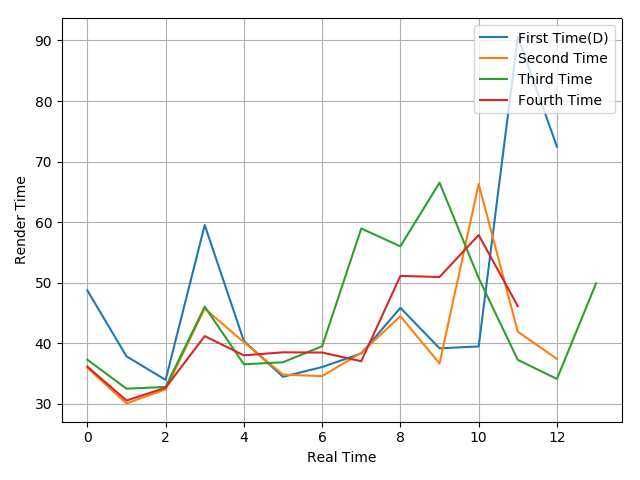 First Time(D)
Second Time
Third Time
Fourth Time
90
80
70
60
50
40
30
Render Time
0 2 4 6 8 10 12
Real Time